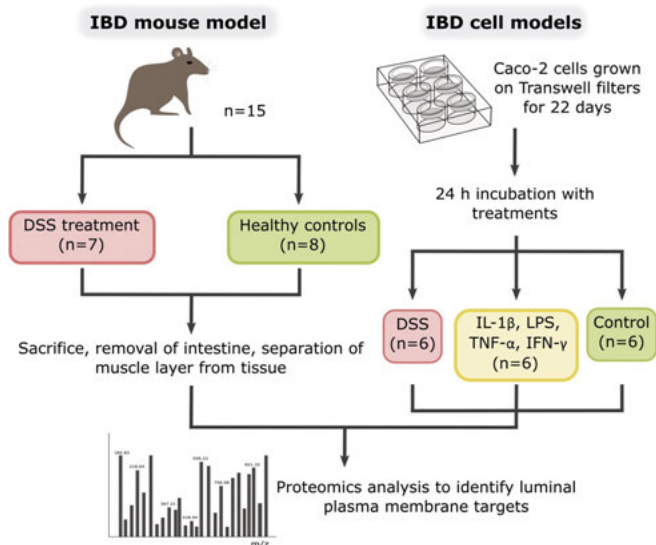 IBD mouse model
n=15
DSS treatment
(n=7)
Healthy controls
(n=8)
Sacrifice, removal of intestine, separation of
muscle layer from tissue
IBD cell models
Caco-2 cells grown
on Transwell filters
for 22 days
24 h incubation with
treatments
DSS
(n=6)
IL-1β, LPS,
TNF-α, IFN-γ
(n=6)
Control
(n=6)
m/z
Proteomics analysis to identify luminal
plasma membrane targets